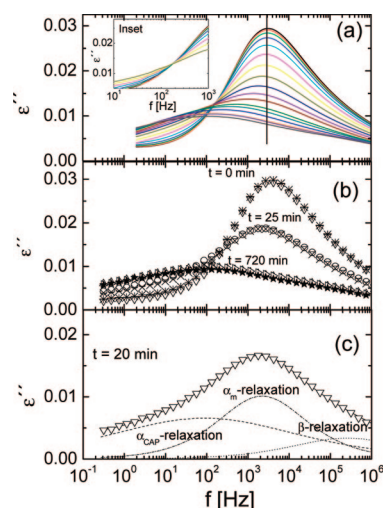 Inset
(a)
ε´´
0.02
0.01
10¹ 10² 10³
f [Hz]
ε´´
0.03
0.02
0.01
0.00
(b)
t = 0 min
t = 25 min
t = 720 min
ε´´
0.03
0.02
0.01
0.00
(c)
t = 20 min
αm-relaxation
αCAP-relaxation
β-relaxation
ε´´
0.01
0.00
10⁻¹ 10⁰ 10¹ 10² 10³ 10⁴ 10⁵ 10⁶
f [Hz]